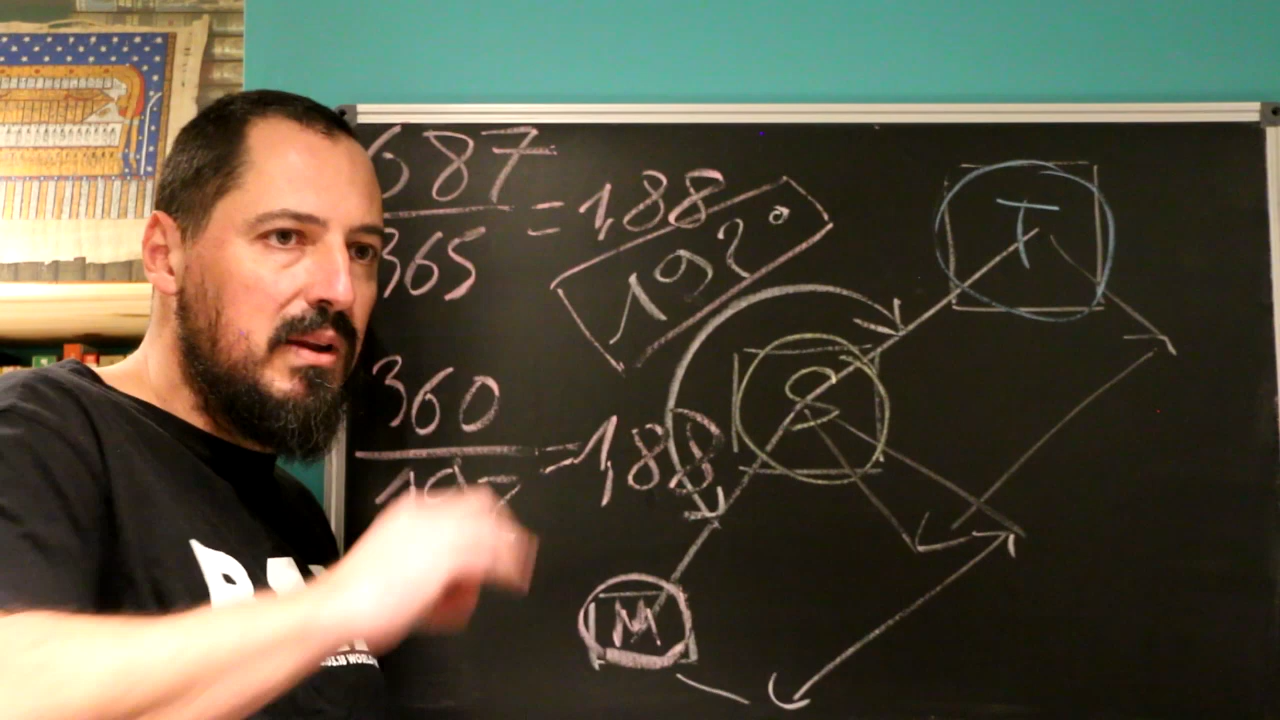 687
365
= 1,88
192°
360
= 1,88
T
S
M